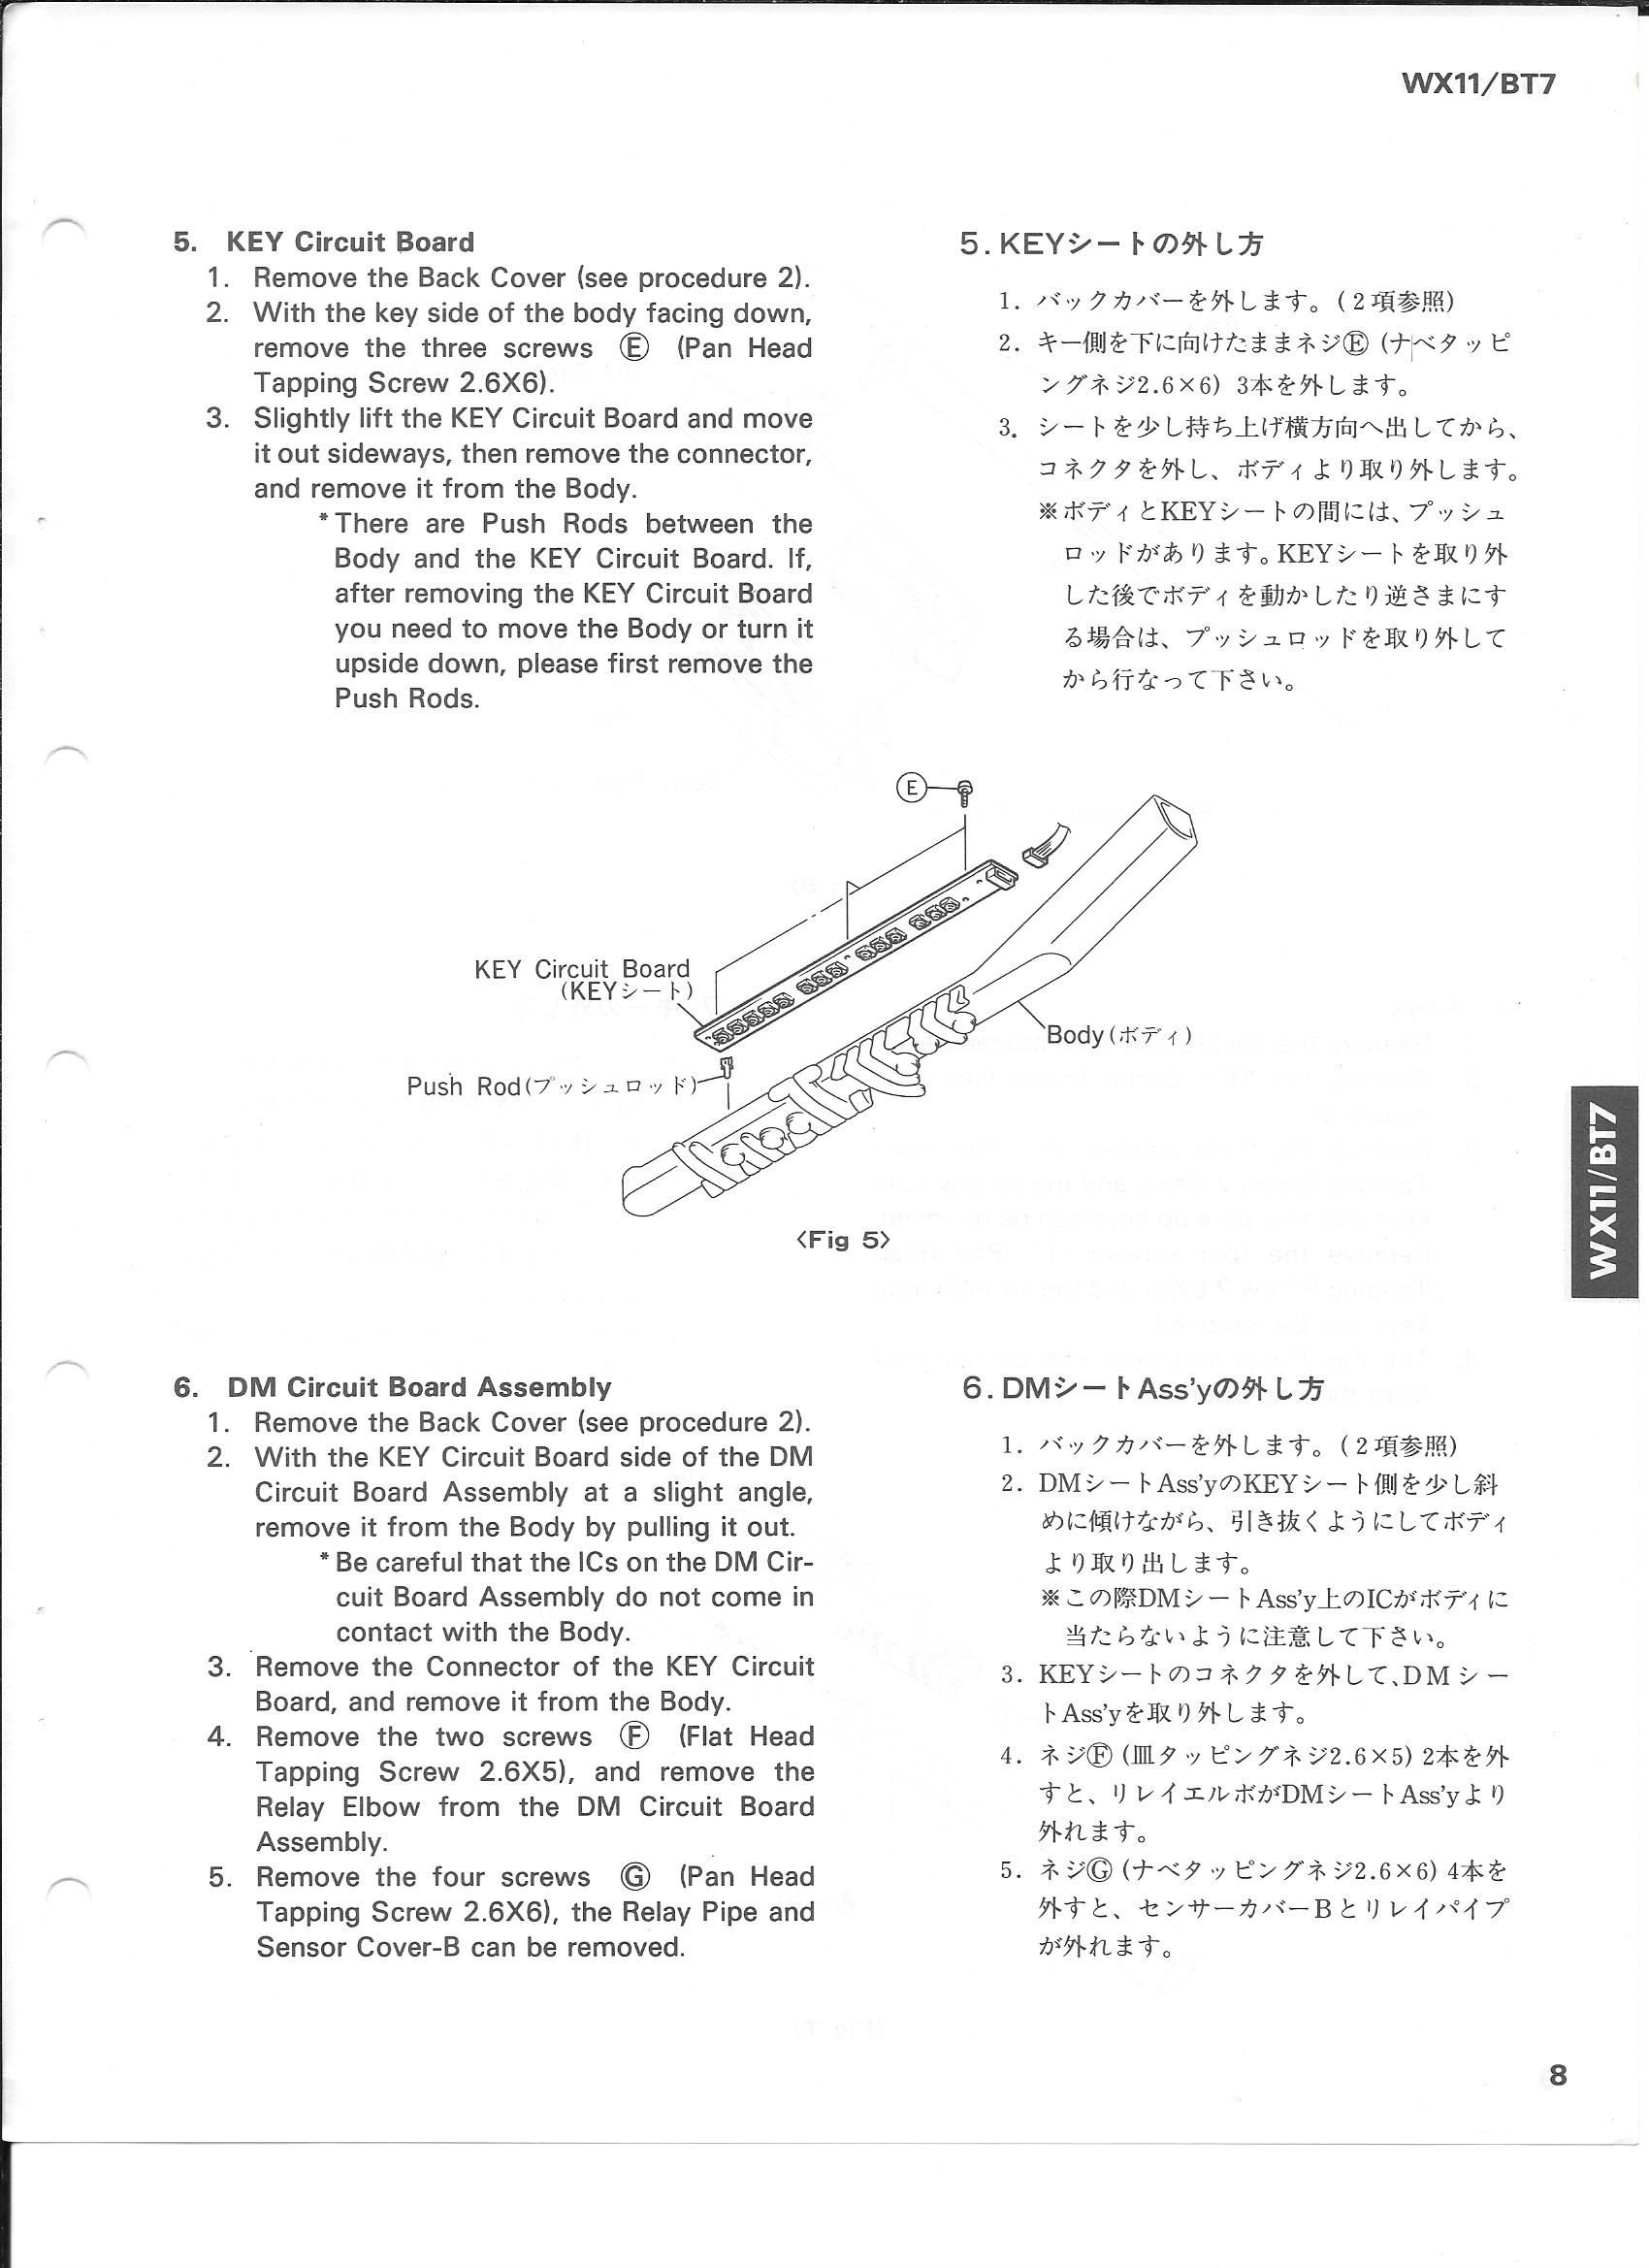 WX11/BT7
5. KEY Circuit Board
1. Remove the Back Cover (see procedure 2).
2. With the key side of the body facing down,
remove the three screws Ⓔ (Pan Head
Tapping Screw 2.6X6).
3. Slightly lift the KEY Circuit Board and move
it out sideways, then remove the connector,
and remove it from the Body.
*There are Push Rods between the
Body and the KEY Circuit Board. If,
after removing the KEY Circuit Board
you need to move the Body or turn it
upside down, please first remove the
Push Rods.
5. KEYシートの外し方
1. バックカバーを外します。(2項参照)
2. キー側を下に向けたままネジⒺ (ナベタッピ
ングネジ2.6×6) 3本を外します。
3. シートを少し持ち上げ横方向へ出してから、
コネクタを外し、ボディより取り外します。
※ボディとKEYシートの間には、プッシュ
ロッドがあります。KEYシートを取り外
した後でボディを動かしたり逆さまにす
る場合は、プッシュロッドを取り外して
から行なって下さい。
E
KEY Circuit Board
(KEYシート)
Body(ボディ)
Push Rod(プッシュロッド)
<Fig 5>
WX11/BT7
6. DM Circuit Board Assembly
1. Remove the Back Cover (see procedure 2).
2. With the KEY Circuit Board side of the DM
Circuit Board Assembly at a slight angle,
remove it from the Body by pulling it out.
*Be careful that the ICs on the DM Cir-
cuit Board Assembly do not come in
contact with the Body.
3. Remove the Connector of the KEY Circuit
Board, and remove it from the Body.
4. Remove the two screws Ⓕ (Flat Head
Tapping Screw 2.6X5), and remove the
Relay Elbow from the DM Circuit Board
Assembly.
5. Remove the four screws Ⓖ (Pan Head
Tapping Screw 2.6X6), the Relay Pipe and
Sensor Cover-B can be removed.
6. DMシートAss'yの外し方
1. バックカバーを外します。(2項参照)
2. DMシートAss'yのKEYシート側を少し斜
めに傾けながら、引き抜くようにしてボディ
より取り出します。
※この際DMシートAss'y上のICがボディに
当たらないように注意して下さい。
3. KEYシートのコネクタを外して、DMシー
トAss'yを取り外します。
4. ネジⒻ (皿タッピングネジ2.6×5) 2本を外
すと、リレイエルボがDMシートAss'yより
外れます。
5. ネジⒼ (ナベタッピングネジ2.6×6) 4本を
外すと、センサーカバーBとリレイパイプ
が外れます。
8